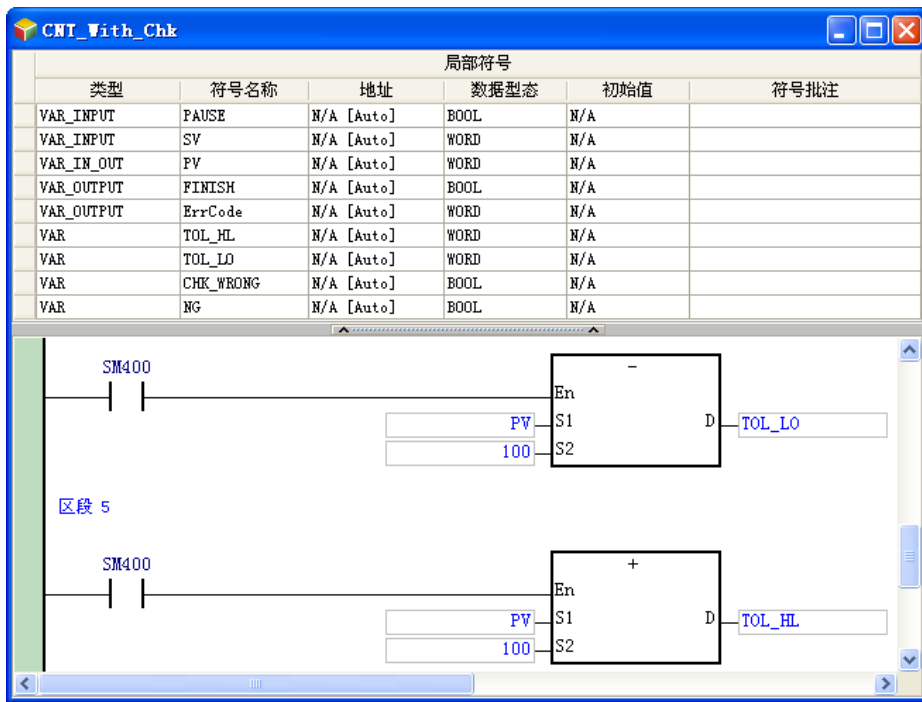 CNT_With_Chk
局部符号
类型 符号名称 地址 数据型态 初始值 符号批注
VAR_INPUT PAUSE N/A [Auto] BOOL N/A
VAR_INPUT SV N/A [Auto] WORD N/A
VAR_IN_OUT PV N/A [Auto] WORD N/A
VAR_OUTPUT FINISH N/A [Auto] BOOL N/A
VAR_OUTPUT ErrCode N/A [Auto] WORD N/A
VAR TOL_HL N/A [Auto] WORD N/A
VAR TOL_LO N/A [Auto] WORD N/A
VAR CHK_WRONG N/A [Auto] BOOL N/A
VAR NG N/A [Auto] BOOL N/A
SM400 -
En
PV S1 D TOL_LO
100 S2
区段 5
SM400 +
En
PV S1 D TOL_HL
100 S2